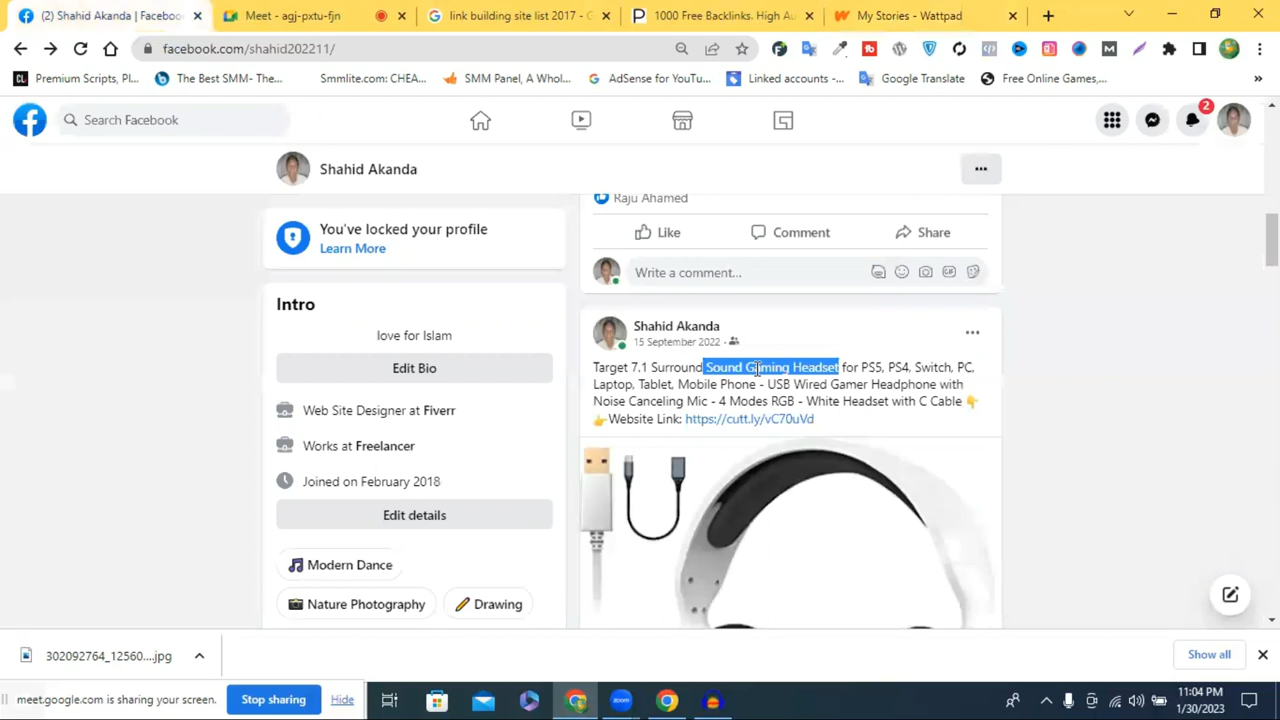 (2) Shahid Akanda | Faceboo
Meet - agj-pxtu-fjn
link building site list 2017 - G
1000 Free Backlinks. High Au
My Stories - Wattpad
facebook.com/shahid202211/
Premium Scripts, Pl...
The Best SMM- The...
Smmlite.com: CHEA...
SMM Panel, A Whol...
AdSense for YouTu...
Linked accounts -...
Google Translate
Free Online Games,...
»
Search Facebook
2
Shahid Akanda
...
Raju Ahamed
You've locked your profile
Learn More
Like
Comment
Share
Write a comment...
GIF
Intro
love for Islam
Edit Bio
Web Site Designer at Fiverr
Works at Freelancer
Joined on February 2018
Edit details
Modern Dance
Nature Photography
Drawing
Shahid Akanda
15 September 2022 ·
Target 7.1 Surround Sound Gaming Headset for PS5, PS4, Switch, PC,
Laptop, Tablet, Mobile Phone - USB Wired Gamer Headphone with
Noise Canceling Mic - 4 Modes RGB - White Headset with C Cable 👇
👉Website Link: https://cutt.ly/vC70uVd
302092764_12560....jpg
Show all
meet.google.com is sharing your screen.
Stop sharing
Hide
zoom
11:04 PM
1/30/2023